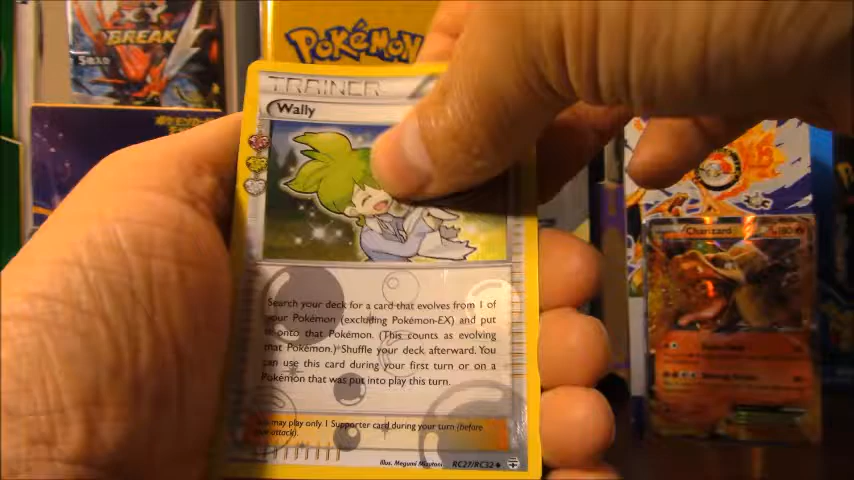 XY
BREAK
POKÉMON
TRAINER
Wally
Charizard
180
Search your deck for a card that evolves from 1 of
your Pokémon (excluding Pokémon-EX) and put
it onto that Pokémon. (This counts as evolving
that Pokémon.) Shuffle your deck afterward. You
can use this card during your first turn or on a
Pokémon that was put into play this turn.
You may play only 1 Supporter card during your turn (before
your attack).
Illus. Megumi Mizutani
RC27/RC32